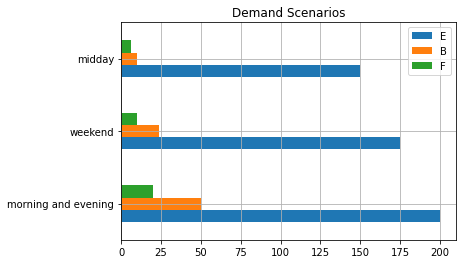 Demand Scenarios
E
B
F
midday
weekend
morning and evening
0 25 50 75 100 125 150 175 200